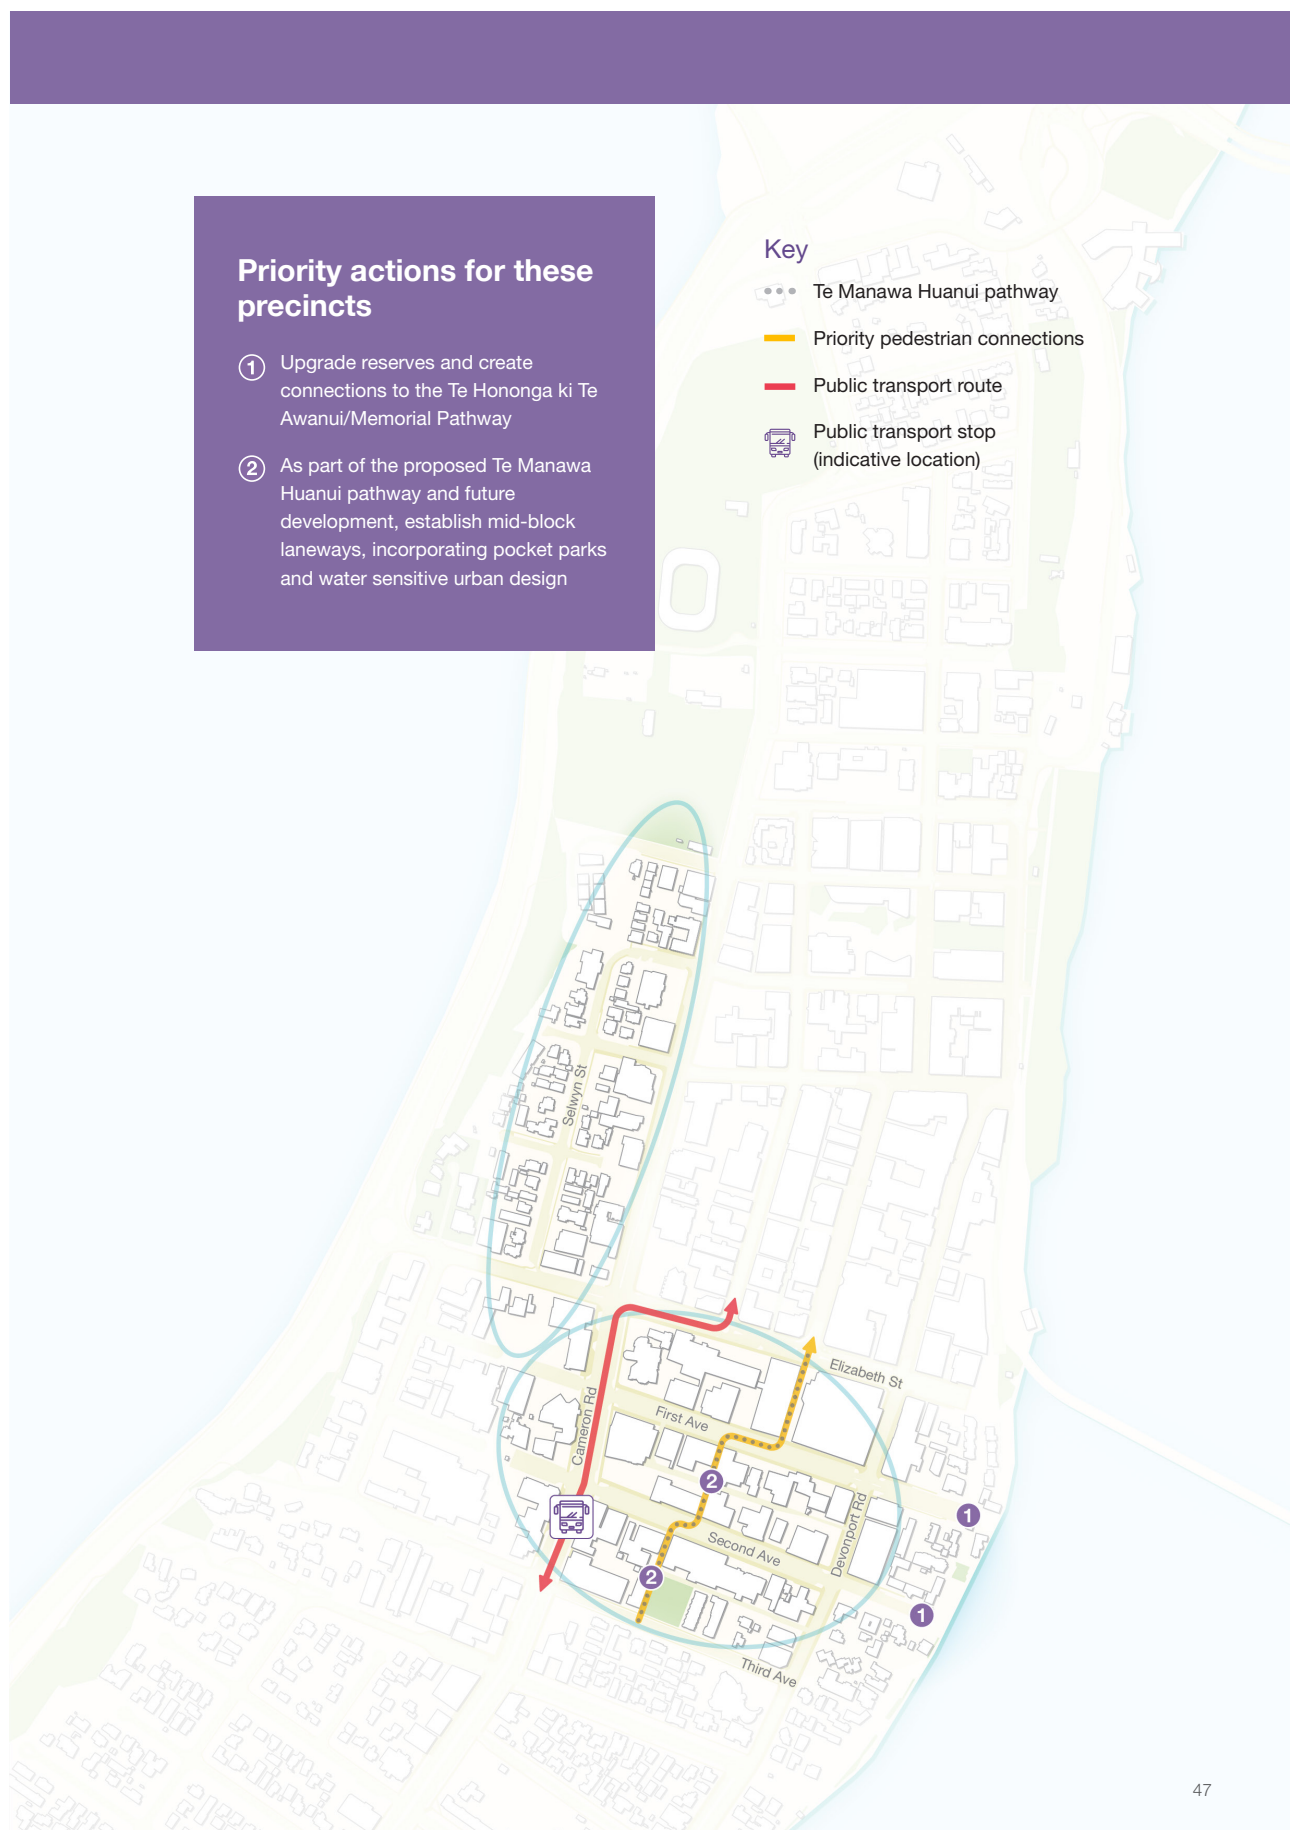 Priority actions for these
precincts
1 Upgrade reserves and create
connections to the Te Hononga ki Te
Awanui/Memorial Pathway
2 As part of the proposed Te Manawa
Huanui pathway and future
development, establish mid-block
laneways, incorporating pocket parks
and water sensitive urban design
Key
Te Manawa Huanui pathway
Priority pedestrian connections
Public transport route
Public transport stop
(indicative location)
Selwyn St
Elizabeth St
Cameron Rd
First Ave
2
Devonport Rd
1
Second Ave
2
1
Third Ave
47